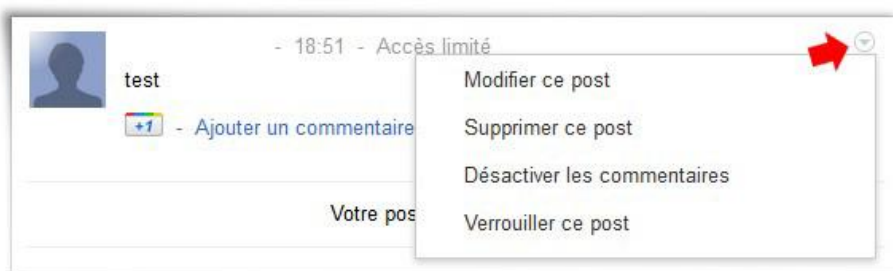 - 18:51 - Accès limité
test
+1 - Ajouter un commentaire
Votre pos
Modifier ce post
Supprimer ce post
Désactiver les commentaires
Verrouiller ce post